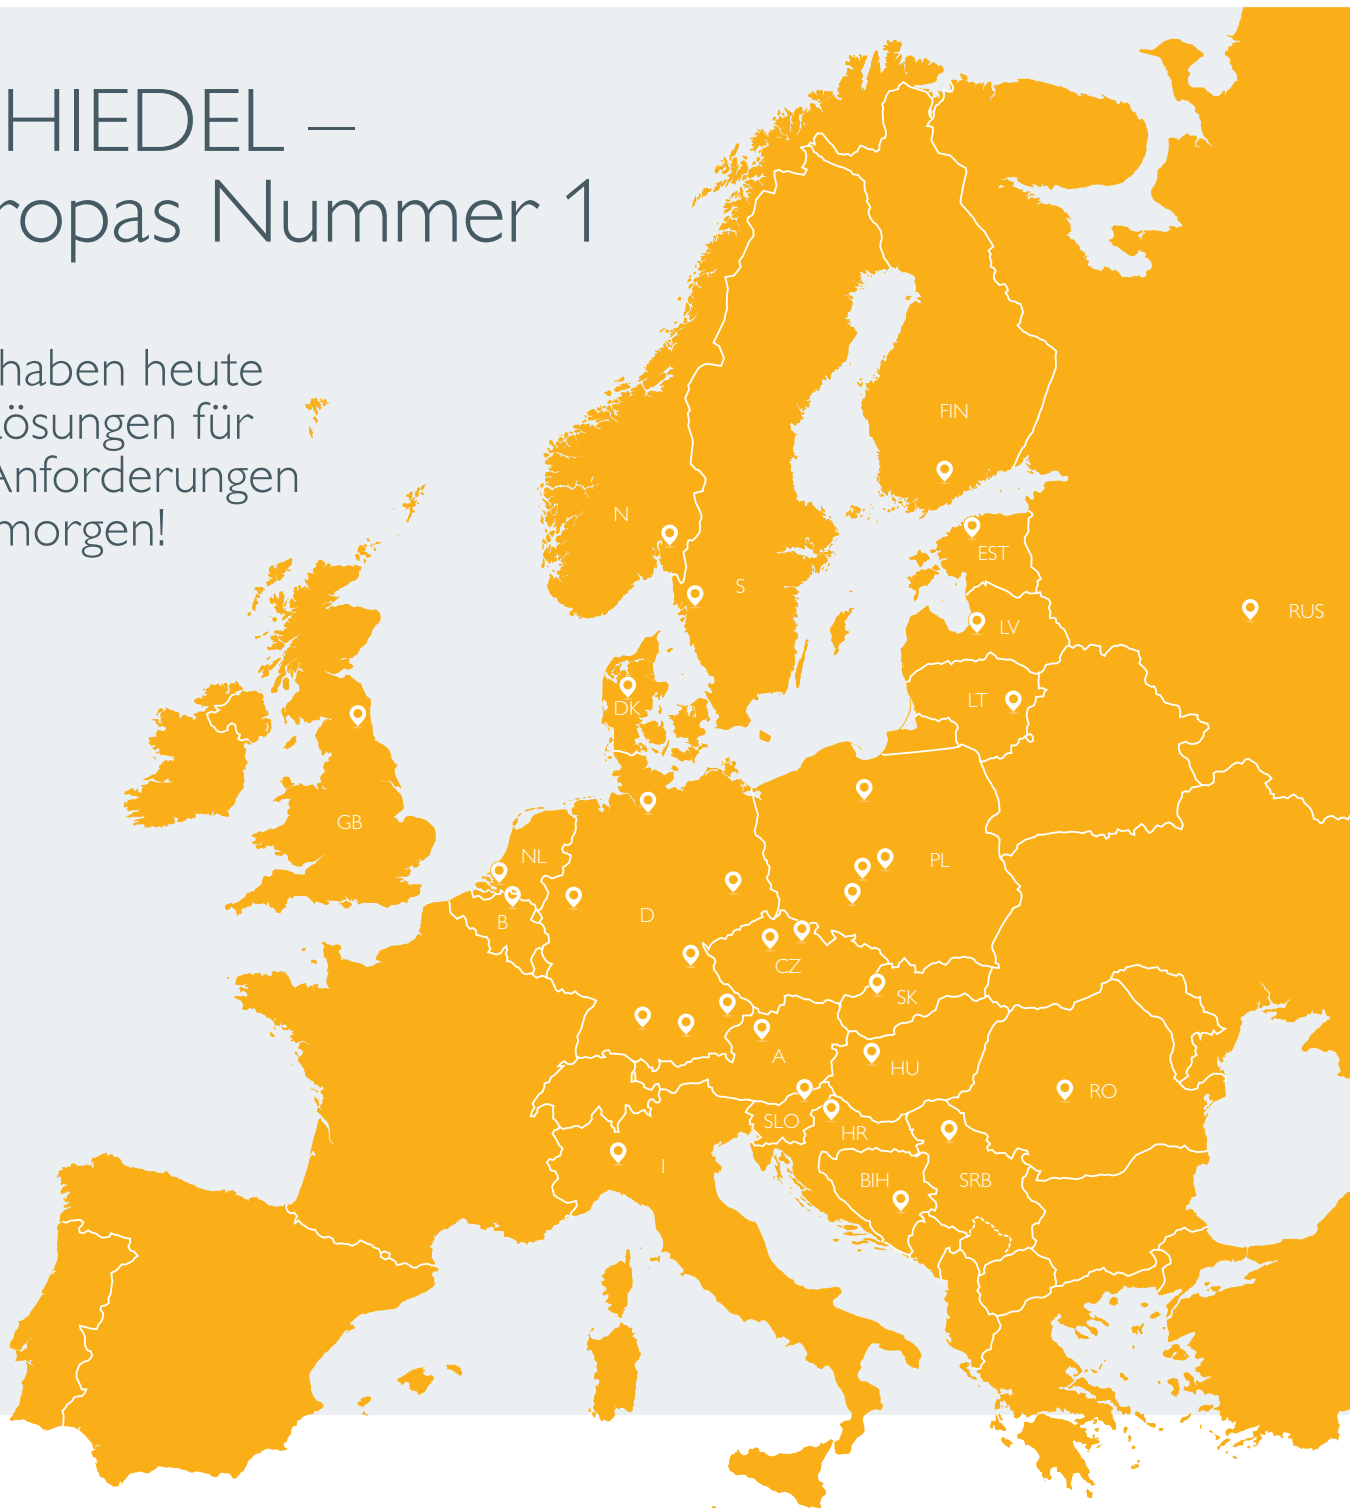 HIEDEL –
ropas Nummer 1
haben heute
Lösungen für
Anforderungen
morgen!
FIN
N
EST
S
RUS
LV
LT
DK
GB
NL
PL
D
B
CZ
SK
A
HU
RO
SLO
HR
I
BIH
SRB